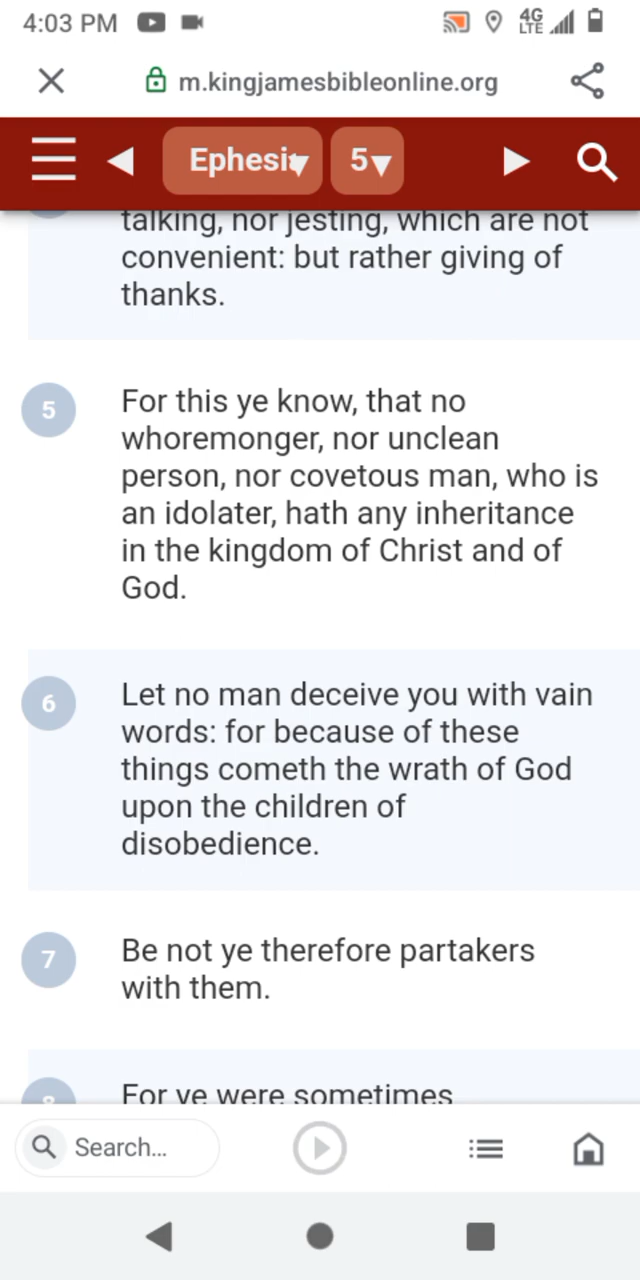 4:03 PM 4G LTE
m.kingjamesbibleonline.org
Ephesi 5
talking, nor jesting, which are not
convenient: but rather giving of
thanks.
5 For this ye know, that no
whoremonger, nor unclean
person, nor covetous man, who is
an idolater, hath any inheritance
in the kingdom of Christ and of
God.
6 Let no man deceive you with vain
words: for because of these
things cometh the wrath of God
upon the children of
disobedience.
7 Be not ye therefore partakers
with them.
8 For ye were sometimes
Search...